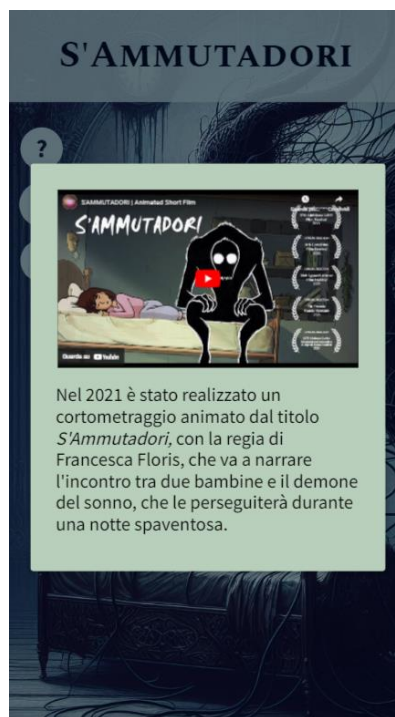 S'AMMUTADORI
?
S'AMMUTADORI | Animated Short Film
S'AMMUTADORI
Guarda su YouTube
Nel 2021 è stato realizzato un
cortometraggio animato dal titolo
S'Ammutadori, con la regia di
Francesca Floris, che va a narrare
l'incontro tra due bambine e il demone
del sonno, che le perseguiterà durante
una notte spaventosa.